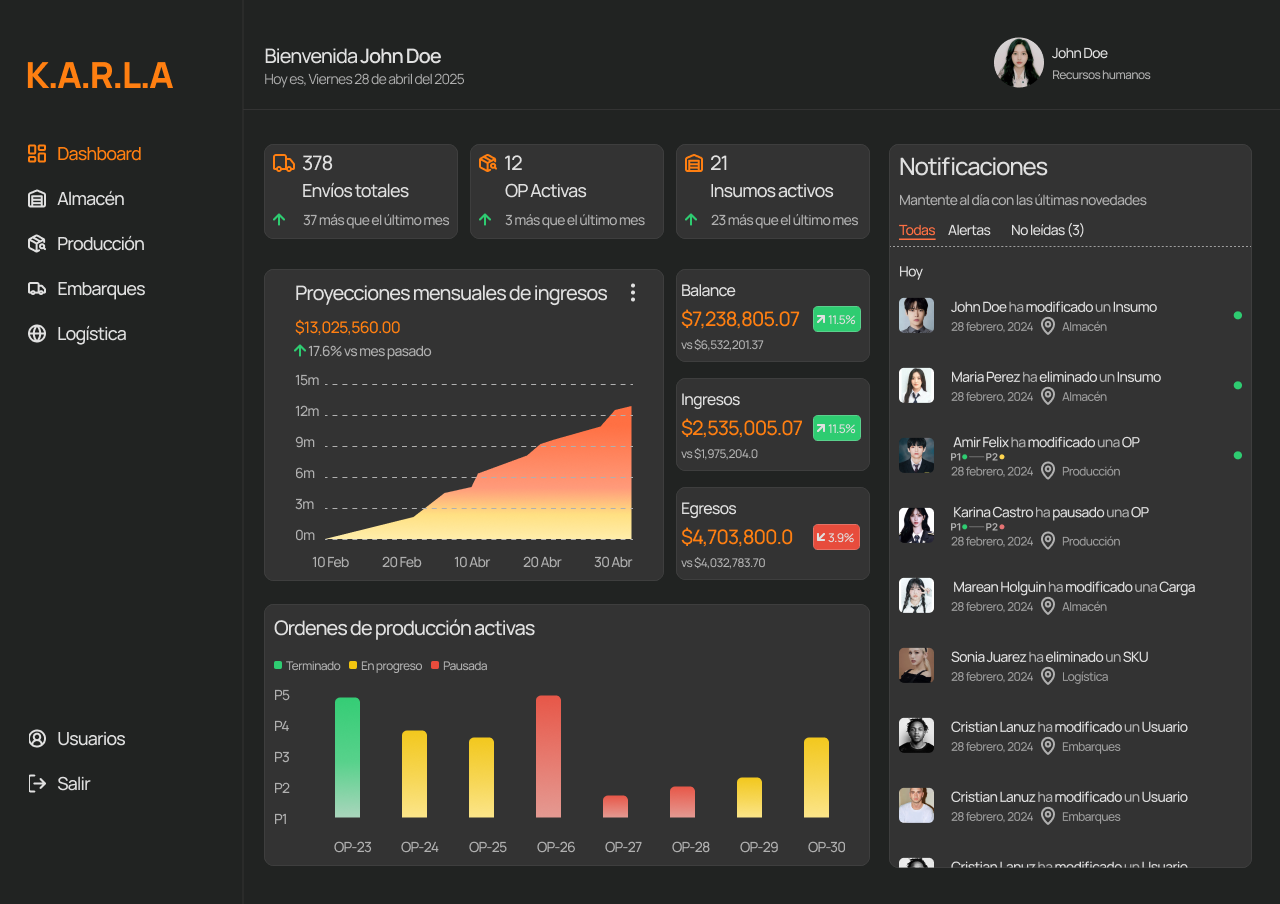 K.A.R.L.A
Dashboard
Almacén
Producción
Embarques
Logística
Usuarios
Salir
Bienvenida John Doe
Hoy es, Viernes 28 de abril del 2025
John Doe
Recursos humanos
378
Envíos totales
37 más que el último mes
12
OP Activas
3 más que el último mes
21
Insumos activos
23 más que el último mes
Proyecciones mensuales de ingresos
$13,025,560.00
17.6% vs mes pasado
15m
12m
9m
6m
3m
0m
10 Feb 20 Feb 10 Abr 20 Abr 30 Abr
Balance
$7,238,805.07 11.5%
vs $6,532,201.37
Ingresos
$2,535,005.07 11.5%
vs $1,975,204.0
Egresos
$4,703,800.0 3.9%
vs $4,032,783.70
Ordenes de producción activas
Terminado En progreso Pausada
P5
P4
P3
P2
P1
OP-23 OP-24 OP-25 OP-26 OP-27 OP-28 OP-29 OP-30
Notificaciones
Mantente al día con las últimas novedades
Todas Alertas No leídas (3)
Hoy
John Doe ha modificado un Insumo
28 febrero, 2024 Almacén
Maria Perez ha eliminado un Insumo
28 febrero, 2024 Almacén
Amir Felix ha modificado una OP
P1 P2
28 febrero, 2024 Producción
Karina Castro ha pausado una OP
P1 P2
28 febrero, 2024 Producción
Marean Holguin ha modificado una Carga
28 febrero, 2024 Almacén
Sonia Juarez ha eliminado un SKU
28 febrero, 2024 Logística
Cristian Lanuz ha modificado un Usuario
28 febrero, 2024 Embarques
Cristian Lanuz ha modificado un Usuario
28 febrero, 2024 Embarques
Cristian Lanuz ha modificado un Usuario